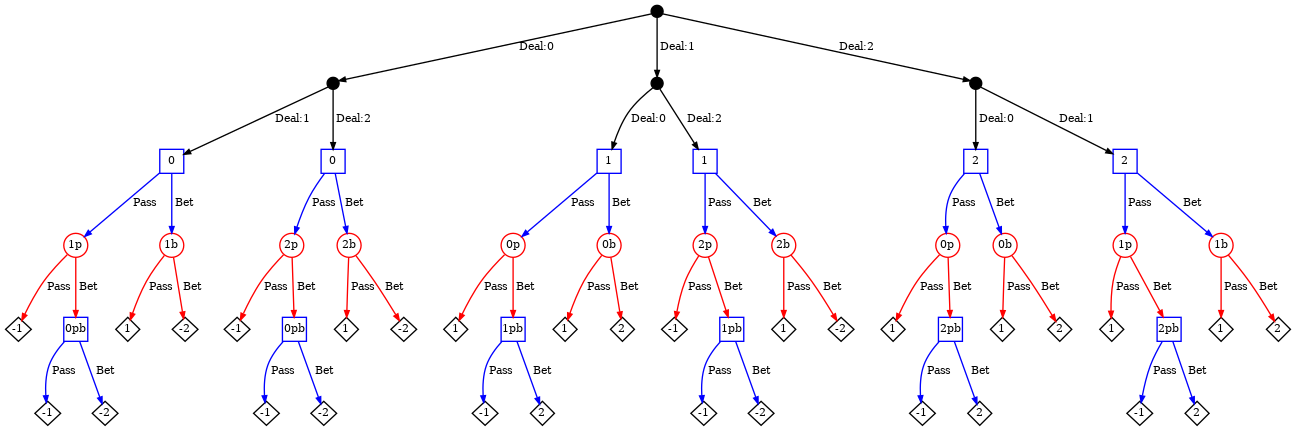 Deal:0 Deal:1 Deal:2
Deal:1 Deal:2 Deal:0 Deal:2 Deal:0 Deal:1
0 0 1 1 2 2
Pass Bet Pass Bet Pass Bet Pass Bet Pass Bet Pass Bet
1p 1b 2p 2b 0p 0b 2p 2b 0p 0b 1p 1b
Pass Bet Pass Bet Pass Bet Pass Bet Pass Bet Pass Bet Pass Bet Pass Bet Pass Bet Pass Bet Pass Bet Pass Bet
-1 0pb 1 -2 -1 0pb 1 -2 1 1pb 1 2 -1 1pb 1 -2 1 2pb 1 2 1 2pb 1 2
Pass Bet Pass Bet Pass Bet Pass Bet Pass Bet Pass Bet
-1 -2 -1 -2 -1 2 -1 -2 -1 2 -1 2